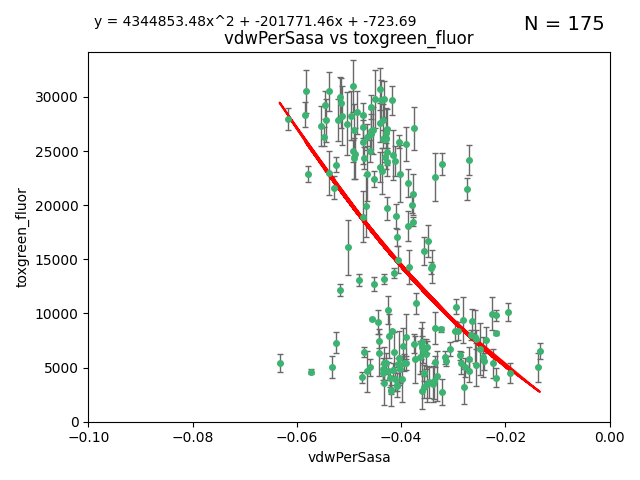 y = 4344853.48x^2 + -201771.46x + -723.69
N = 175
vdwPerSasa vs toxgreen_fluor
toxgreen_fluor
30000
25000
20000
15000
10000
5000
0
−0.10 −0.08 −0.06 −0.04 −0.02 0.00
vdwPerSasa